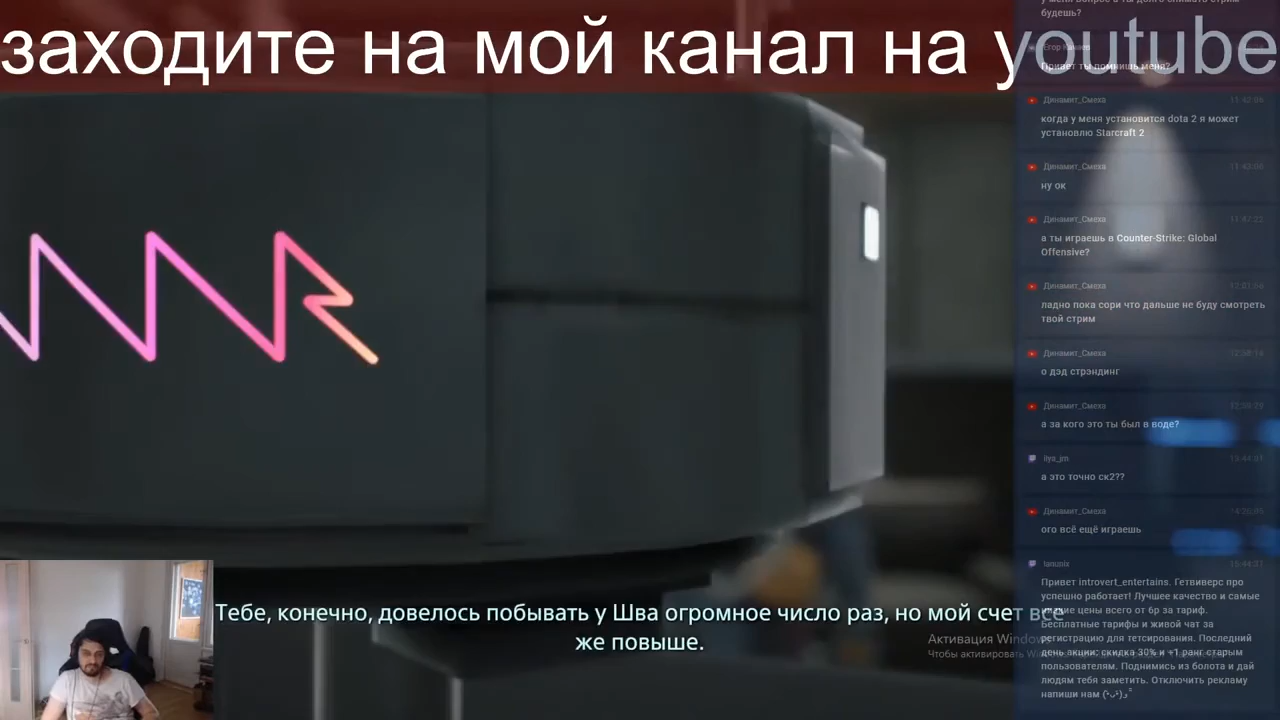 заходите на мой канал на youtube
будешь?
Егор Камаев
Привет ты помнишь меня?
Динамит_Смеха
когда у меня установится dota 2 я может
установлю Starcraft 2
Динамит_Смеха
ну ок
Динамит_Смеха
а ты играешь в Counter-Strike: Global
Offensive?
Динамит_Смеха
ладно пока сори что дальше не буду смотреть
твой стрим
Динамит_Смеха
о дэд стрэндинг
Динамит_Смеха
а за кого это ты был в воде?
ilya_jm
а это точно ск2??
Динамит_Смеха
ого всё ещё играешь
Привет introvert_entertains. Гетвиверс про
успешно работает! Лучшее качество и самые
низкие цены всего от 6р за тариф.
Бесплатные тарифы и живой чат за
регистрацию для тетсирования. Последний
день акции: скидка 30% и +1 ранг старым
пользователям. Поднимись из болота и дай
людям тебя заметить. Отключить рекламу
напиши нам
Тебе, конечно, довелось побывать у Шва огромное число раз, но мой счет все
же повыше.
Активация Windows
Чтобы активировать Windows